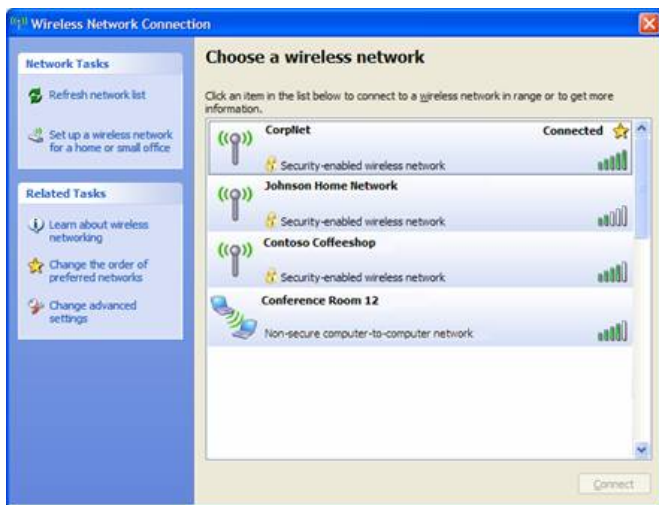 Wireless Network Connection
Network Tasks
Refresh network list
Set up a wireless network
for a home or small office
Related Tasks
Learn about wireless
networking
Change the order of
preferred networks
Change advanced
settings
Choose a wireless network
Click an item in the list below to connect to a wireless network in range or to get more
information.
CorpNet Connected
Security-enabled wireless network
Johnson Home Network
Security-enabled wireless network
Contoso Coffeeshop
Security-enabled wireless network
Conference Room 12
Non-secure computer-to-computer network
Connect